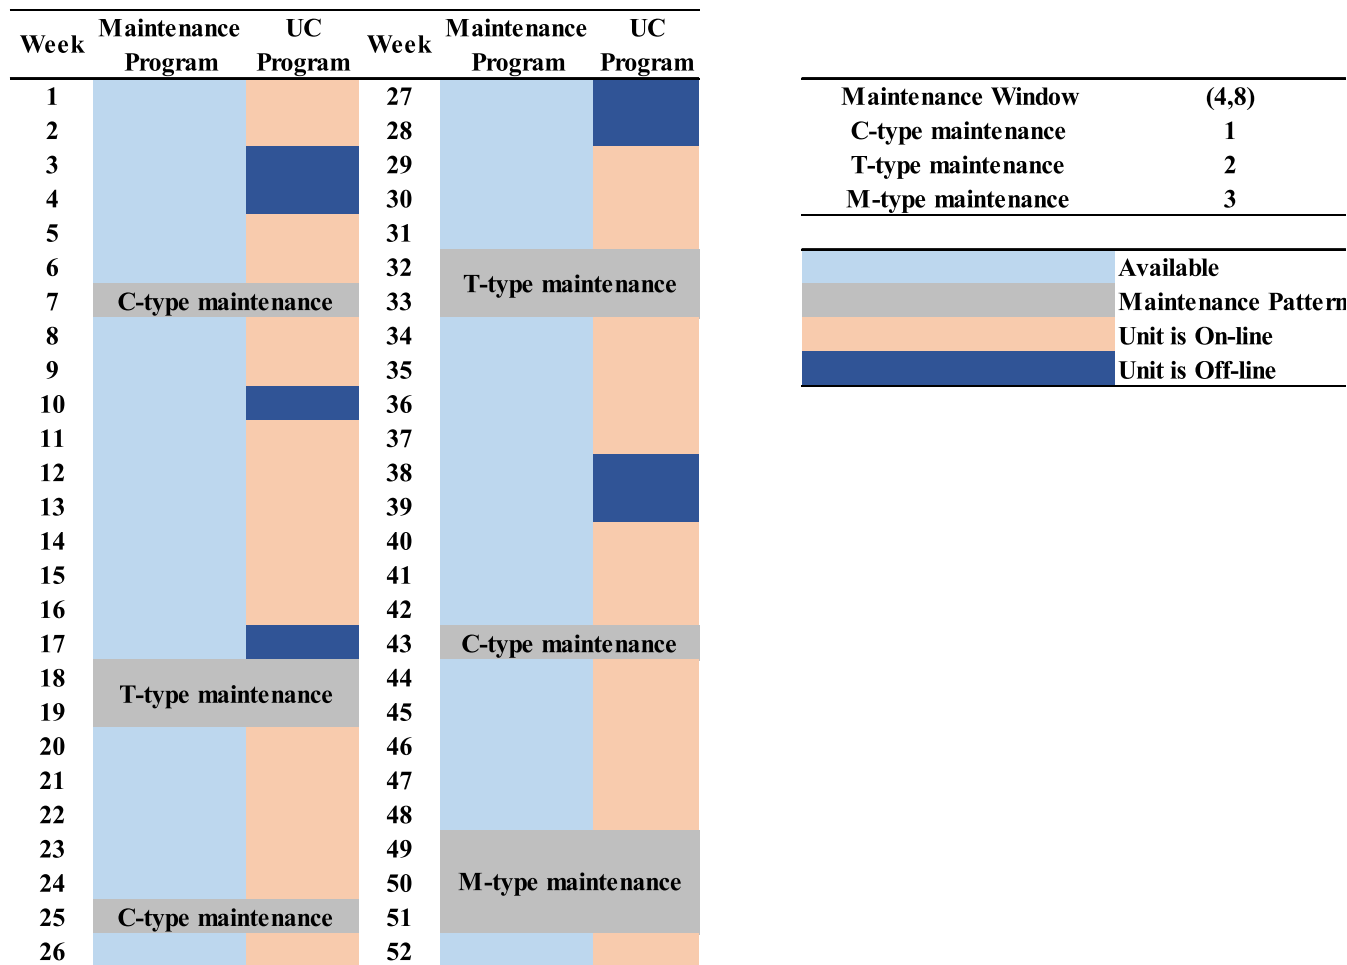 Week Maintenance Program UC Program Week Maintenance Program UC Program
1 27
2 28
3 29
4 30
5 31
6 32
T-type maintenance
7 C-type maintenance 33
8 34
9 35
10 36
11 37
12 38
13 39
14 40
15 41
16 42
17 43 C-type maintenance
18 44
T-type maintenance
19 45
20 46
21 47
22 48
23 49
24 50 M-type maintenance
25 C-type maintenance 51
26 52
Maintenance Window (4,8)
C-type maintenance 1
T-type maintenance 2
M-type maintenance 3
Available
Maintenance Pattern
Unit is On-line
Unit is Off-line